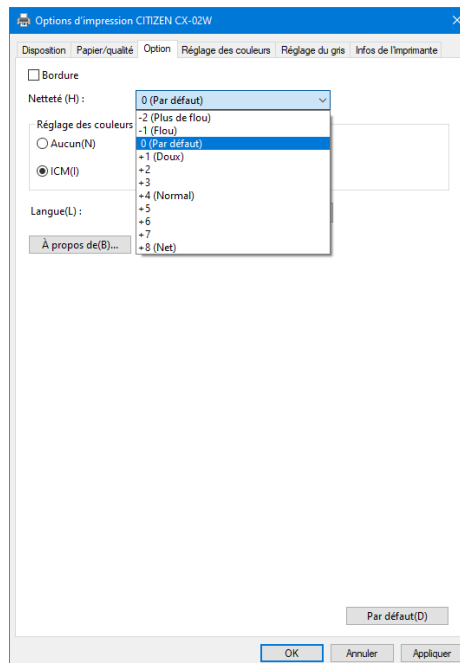 Options d'impression CITIZEN CX-02W
Disposition Papier/qualité Option Réglage des couleurs Réglage du gris Infos de l'imprimante
Bordure
Netteté (H) : 0 (Par défaut)
-2 (Plus de flou)
-1 (Flou)
0 (Par défaut)
+1 (Doux)
+2
+3
+4 (Normal)
+5
+6
+7
+8 (Net)
Réglage des couleurs
Aucun(N)
ICM(I)
Langue(L) :
À propos de(B)...
Par défaut(D)
OK Annuler Appliquer